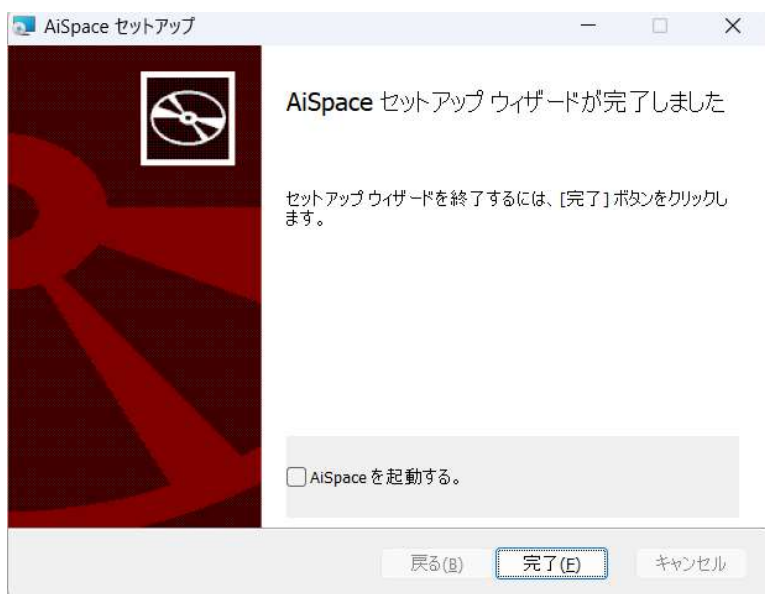 AiSpace セットアップ
AiSpace セットアップ ウィザードが完了しました
セットアップ ウィザードを終了するには、[完了] ボタンをクリックし
ます。
AiSpace を起動する。
戻る(B)
完了(F)
キャンセル